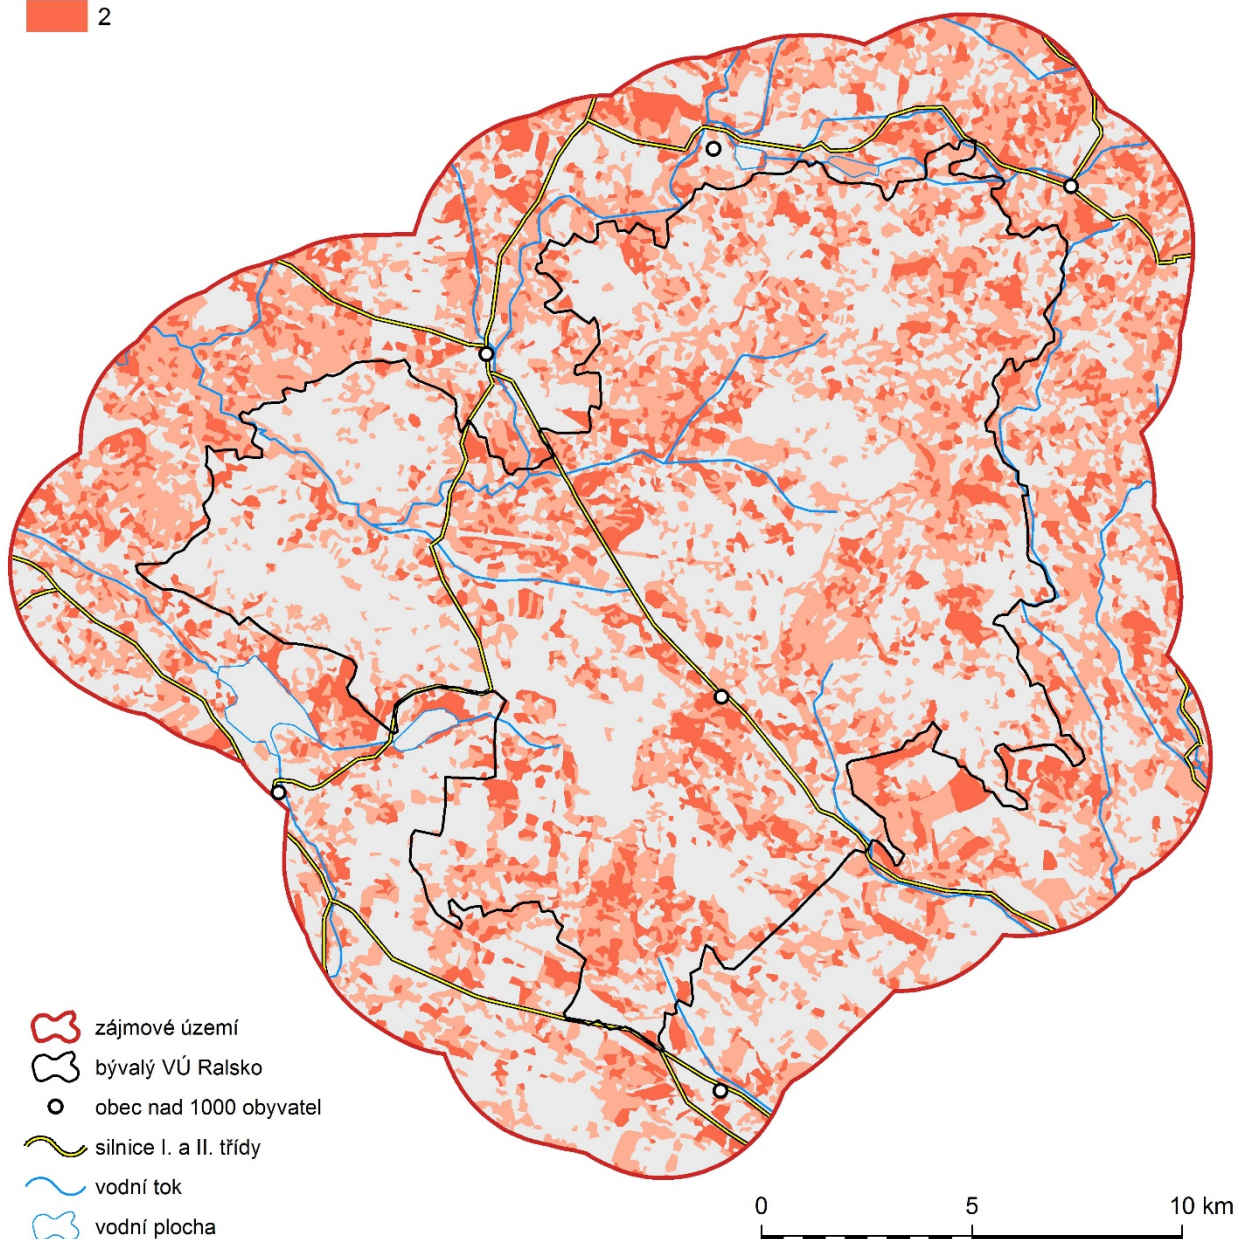 2
zájmové území
bývalý VÚ Ralsko
obec nad 1000 obyvatel
silnice I. a II. třídy
vodní tok
vodní plocha
0 5 10 km